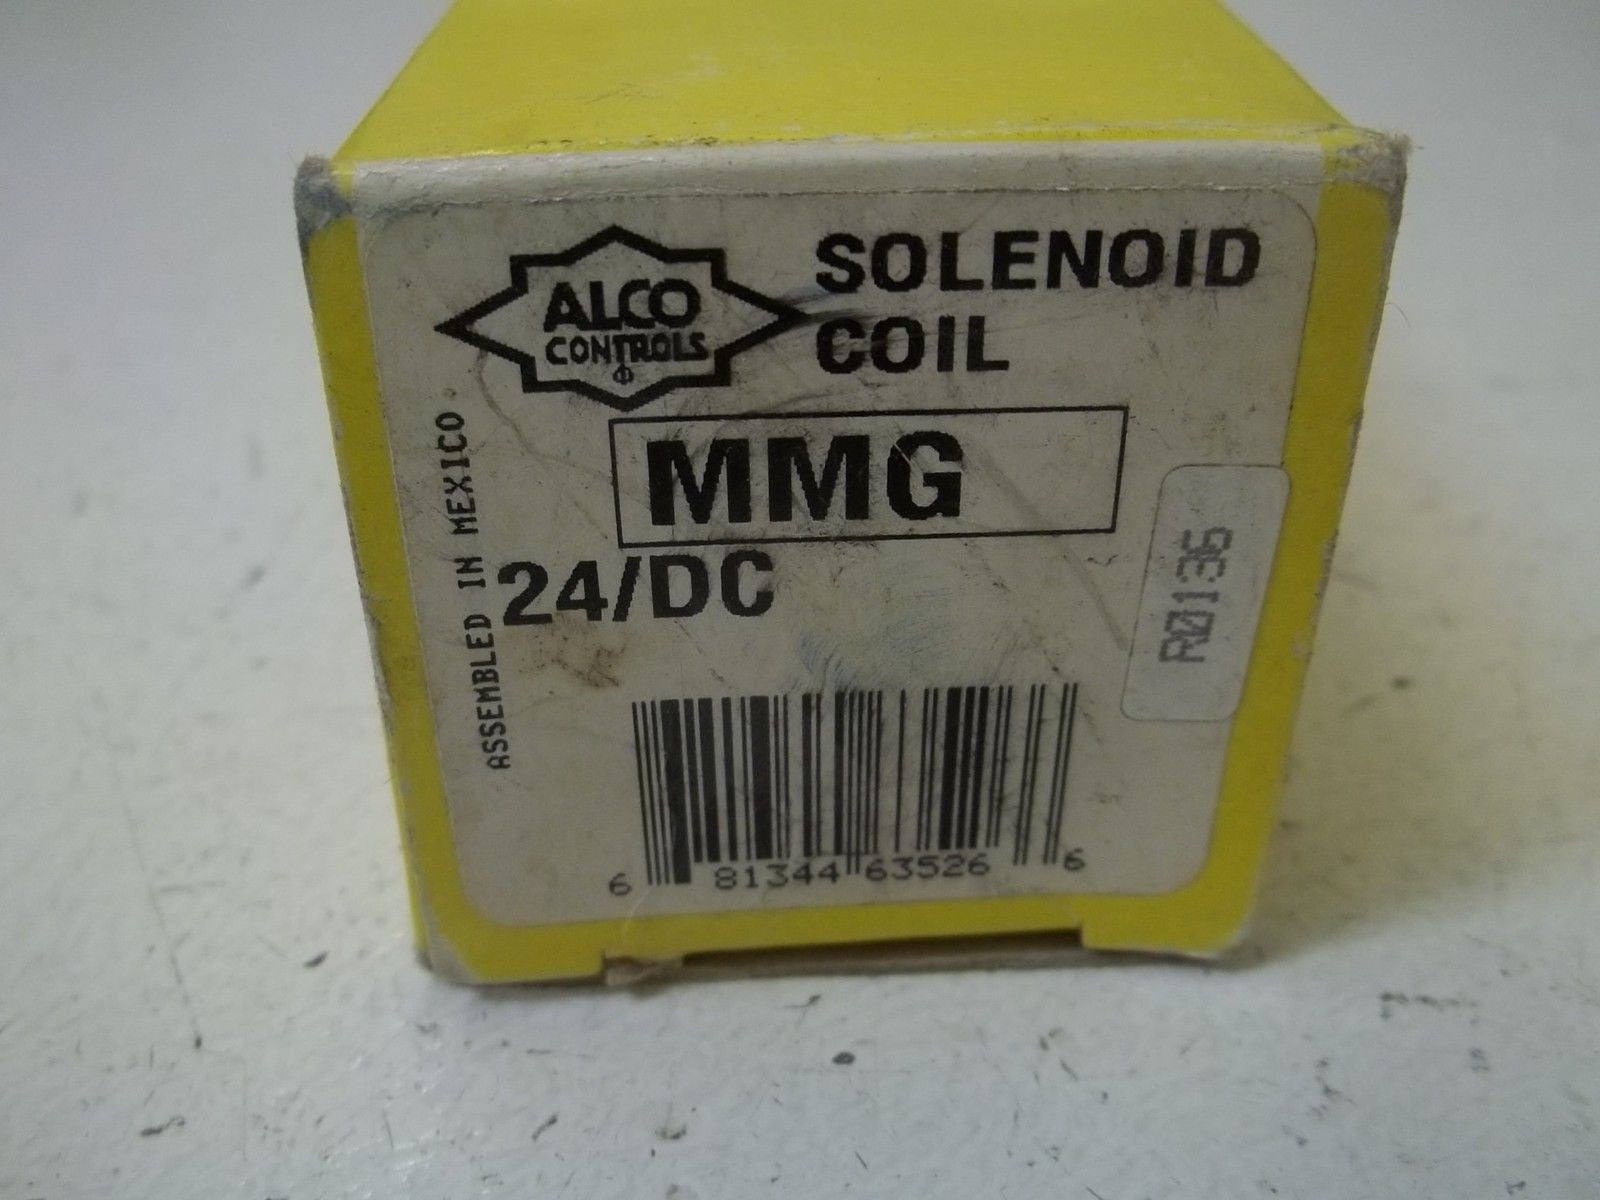 ALCO
CONTROLS
SOLENOID
COIL
MMG
24/DC
ASSEMBLED IN MEXICO
R0136
6 81344 63526 6